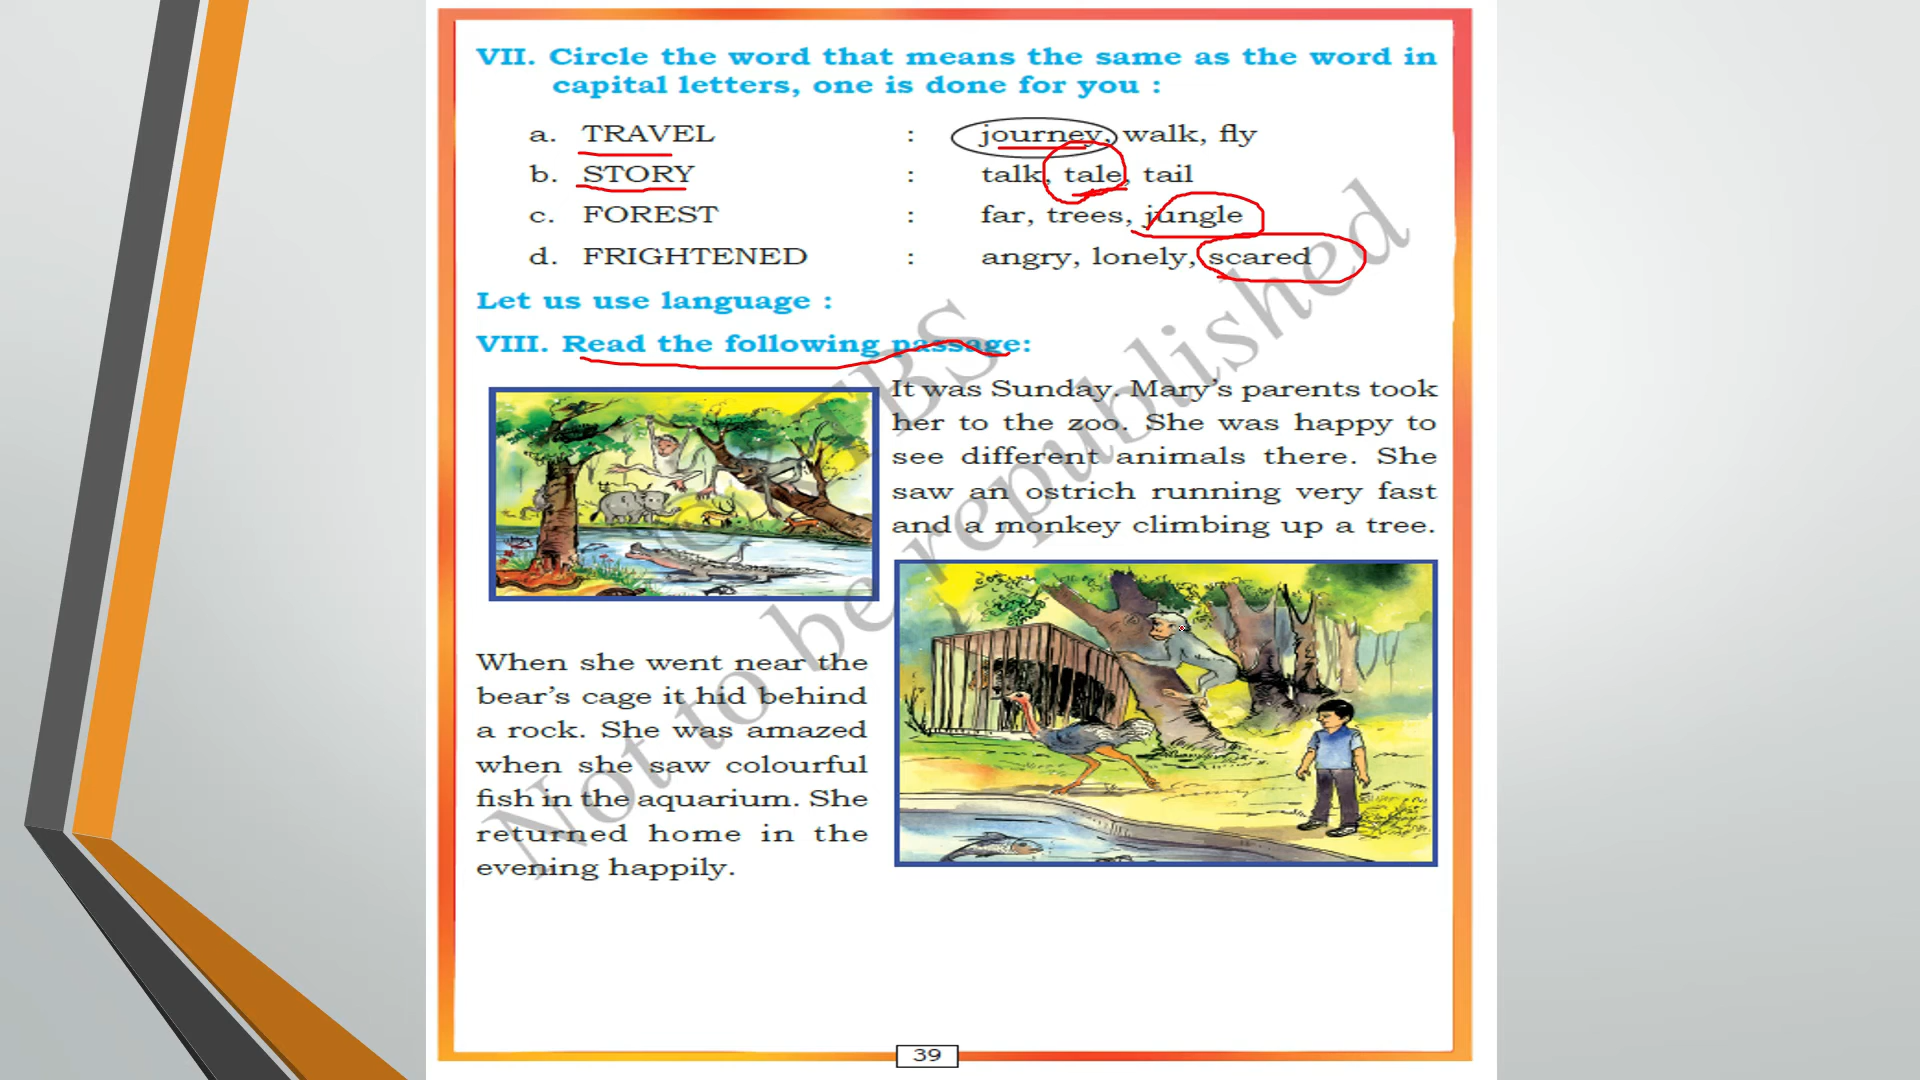 VII. Circle the word that means the same as the word in
capital letters, one is done for you :
a. TRAVEL : journey, walk, fly
b. STORY : talk, tale, tail
c. FOREST : far, trees, jungle
d. FRIGHTENED : angry, lonely, scared
Let us use language :
VIII. Read the following passage:
It was Sunday. Mary's parents took
her to the zoo. She was happy to
see different animals there. She
saw an ostrich running very fast
and a monkey climbing up a tree.
When she went near the
bear's cage it hid behind
a rock. She was amazed
when she saw colourful
fish in the aquarium. She
returned home in the
evening happily.
39
©KTBS
Not to be republished